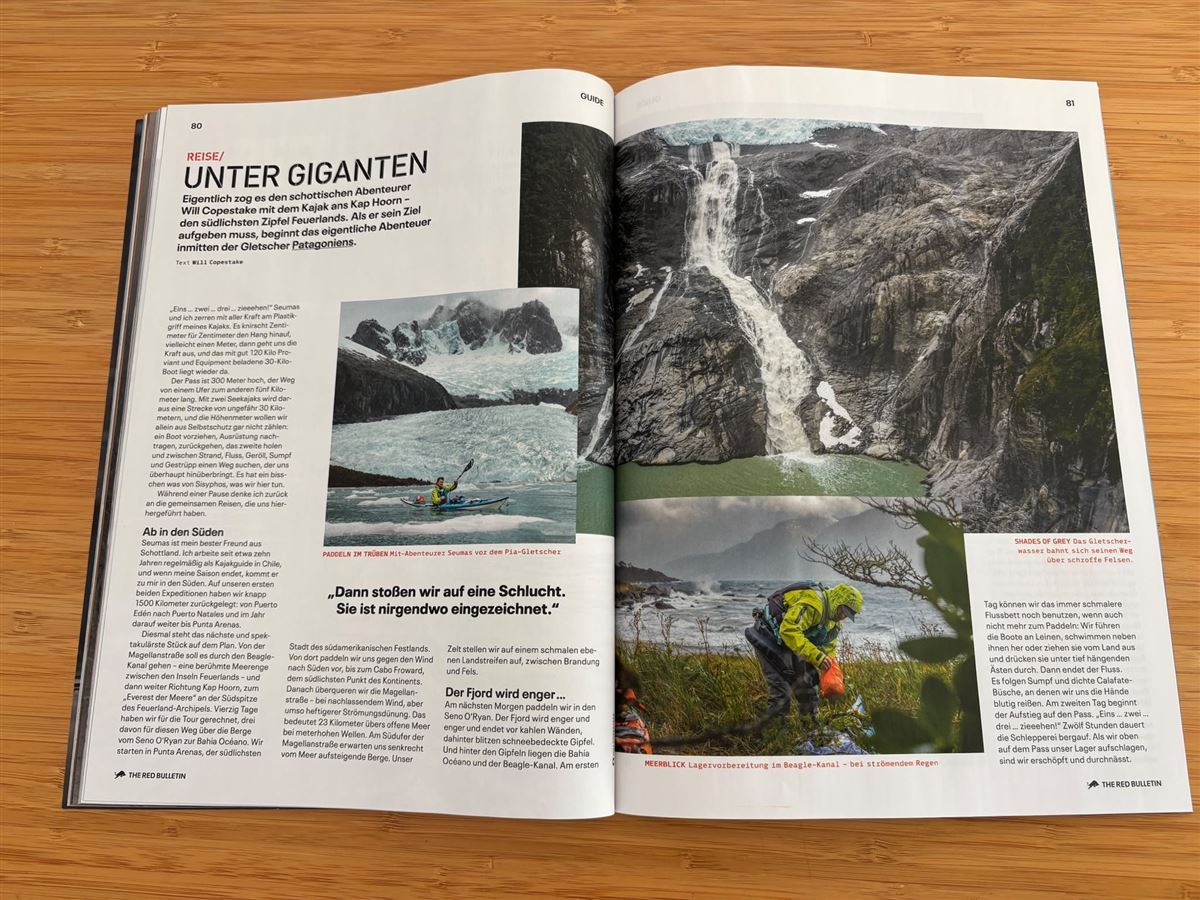 80
GUIDE
REISE/
UNTER GIGANTEN
Eigentlich zog es den schottischen Abenteurer
Will Copestake mit dem Kajak ans Kap Hoorn –
den südlichsten Zipfel Feuerlands. Als er sein Ziel
aufgeben muss, beginnt das eigentliche Abenteuer
inmitten der Gletscher Patagoniens.
Text Will Copestake
„Eins ... zwei ... drei ... zieeehen!“ Seumas
und ich zerren mit aller Kraft am Plastik-
griff meines Kajaks. Es knirscht Zenti-
meter für Zentimeter den Hang hinauf,
vielleicht einen Meter, dann geht uns die
Kraft aus, und das mit gut 120 Kilo Pro-
viant und Equipment beladene 30-Kilo-
Boot liegt wieder da.
Der Pass ist 300 Meter hoch, der Weg
von einem Ufer zum anderen fünf Kilo-
meter lang. Mit zwei Seekajaks wird dar-
aus eine Strecke von ungefähr 30 Kilo-
metern, und die Höhenmeter wollen wir
allein aus Selbstschutz gar nicht zählen:
ein Boot vorziehen, Ausrüstung nach-
tragen, zurückgehen, das zweite holen
und zwischen Strand, Fluss, Geröll, Sumpf
und Gestrüpp einen Weg suchen, der uns
überhaupt hinüberbringt. Es hat ein biss-
chen was von Sisyphos, was wir hier tun.
Während einer Pause denke ich zurück
an die gemeinsamen Reisen, die uns hier-
hergeführt haben.
Ab in den Süden
Seumas ist mein bester Freund aus
Schottland. Ich arbeite seit etwa zehn
Jahren regelmäßig als Kajakguide in Chile,
und wenn meine Saison endet, kommt er
zu mir in den Süden. Auf unseren ersten
beiden Expeditionen haben wir knapp
1500 Kilometer zurückgelegt: von Puerto
Edén nach Puerto Natales und im Jahr
darauf weiter bis Punta Arenas.
Diesmal steht das nächste und spek-
takulärste Stück auf dem Plan. Von der
Magellanstraße soll es durch den Beagle-
Kanal gehen – eine berühmte Meerenge
zwischen den Inseln Feuerlands – und
dann weiter Richtung Kap Hoorn, zum
„Everest der Meere“ an der Südspitze
des Feuerland-Archipels. Vierzig Tage
haben wir für die Tour gerechnet, drei
davon für diesen Weg über die Berge
vom Seno O’Ryan zur Bahia Océano. Wir
starten in Punta Arenas, der südlichsten
PADDELN IM TRÜBEN Mit-Abenteurer Seumas vor dem Pia-Gletscher
„Dann stoßen wir auf eine Schlucht.
Sie ist nirgendwo eingezeichnet.“
Stadt des südamerikanischen Festlands.
Von dort paddeln wir uns gegen den Wind
nach Süden vor, bis zum Cabo Froward,
dem südlichsten Punkt des Kontinents.
Danach überqueren wir die Magellan-
straße – bei nachlassendem Wind, aber
umso heftigerer Strömungsdünung. Das
bedeutet 23 Kilometer übers offene Meer
bei meterhohen Wellen. Am Südufer der
Magellanstraße erwarten uns senkrecht
vom Meer aufsteigende Berge. Unser
Zelt stellen wir auf einem schmalen ebe-
nen Landstreifen auf, zwischen Brandung
und Fels.
Der Fjord wird enger ...
Am nächsten Morgen paddeln wir in den
Seno O’Ryan. Der Fjord wird enger und
enger und endet vor kahlen Wänden,
dahinter blitzen schneebedeckte Gipfel.
Und hinter den Gipfeln liegen die Bahia
Océano und der Beagle-Kanal. Am ersten
THE RED BULLETIN
81
SHADES OF GREY Das Gletscher-
wasser bahnt sich seinen Weg
über schroffe Felsen.
MEERBLICK Lagervorbereitung im Beagle-Kanal – bei strömendem Regen
Tag können wir das immer schmalere
Flussbett noch benutzen, wenn auch
nicht mehr zum Paddeln: Wir führen
die Boote an Leinen, schwimmen neben
ihnen her oder ziehen sie vom Land aus
und drücken sie unter tief hängenden
Ästen durch. Dann endet der Fluss.
Es folgen Sumpf und dichte Calafate-
Büsche, an denen wir uns die Hände
blutig reißen. Am zweiten Tag beginnt
der Aufstieg auf den Pass. „Eins ... zwei ...
drei ... zieeehen!“ Zwölf Stunden dauert
die Schlepperei bergauf. Als wir oben
auf dem Pass unser Lager aufschlagen,
sind wir erschöpft und durchnässt.
THE RED BULLETIN